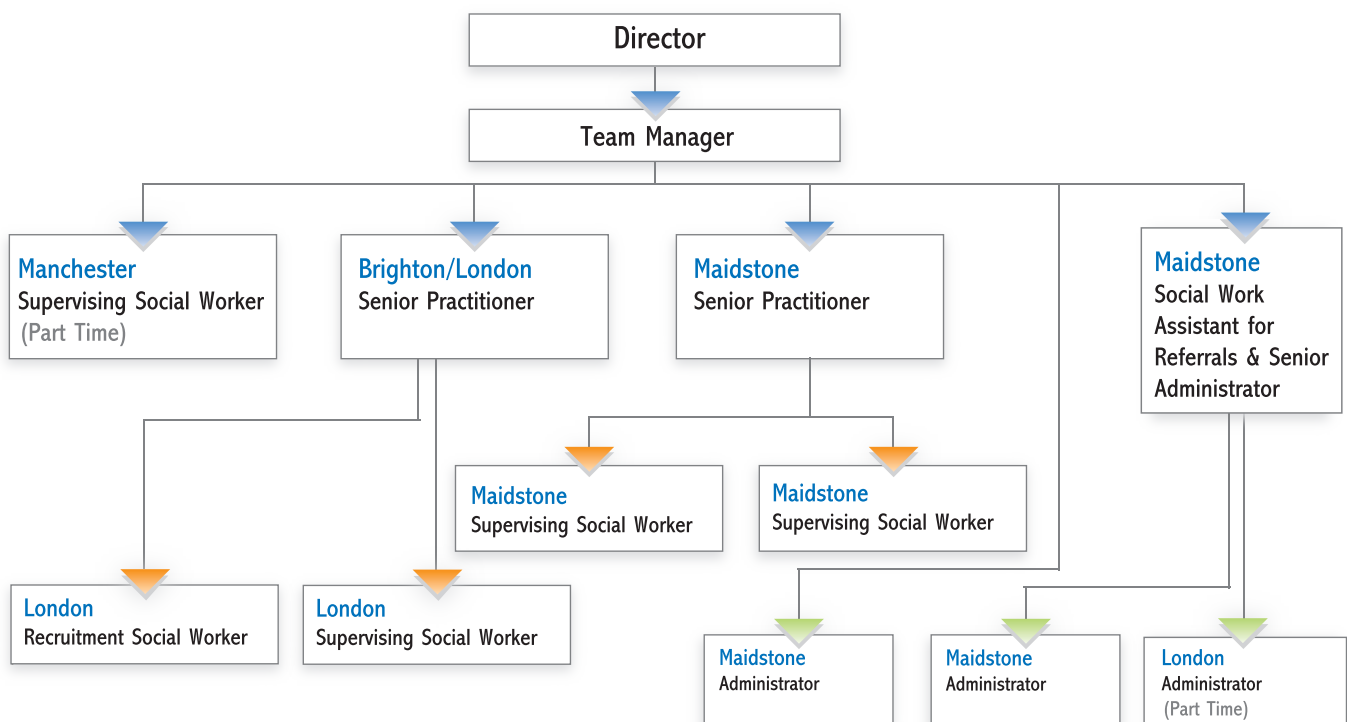 Director
Team Manager
Manchester
Supervising Social Worker
(Part Time)
Brighton/London
Senior Practitioner
Maidstone
Senior Practitioner
Maidstone
Social Work
Assistant for
Referrals & Senior
Administrator
Maidstone
Supervising Social Worker
Maidstone
Supervising Social Worker
London
Recruitment Social Worker
London
Supervising Social Worker
Maidstone
Administrator
Maidstone
Administrator
London
Administrator
(Part Time)